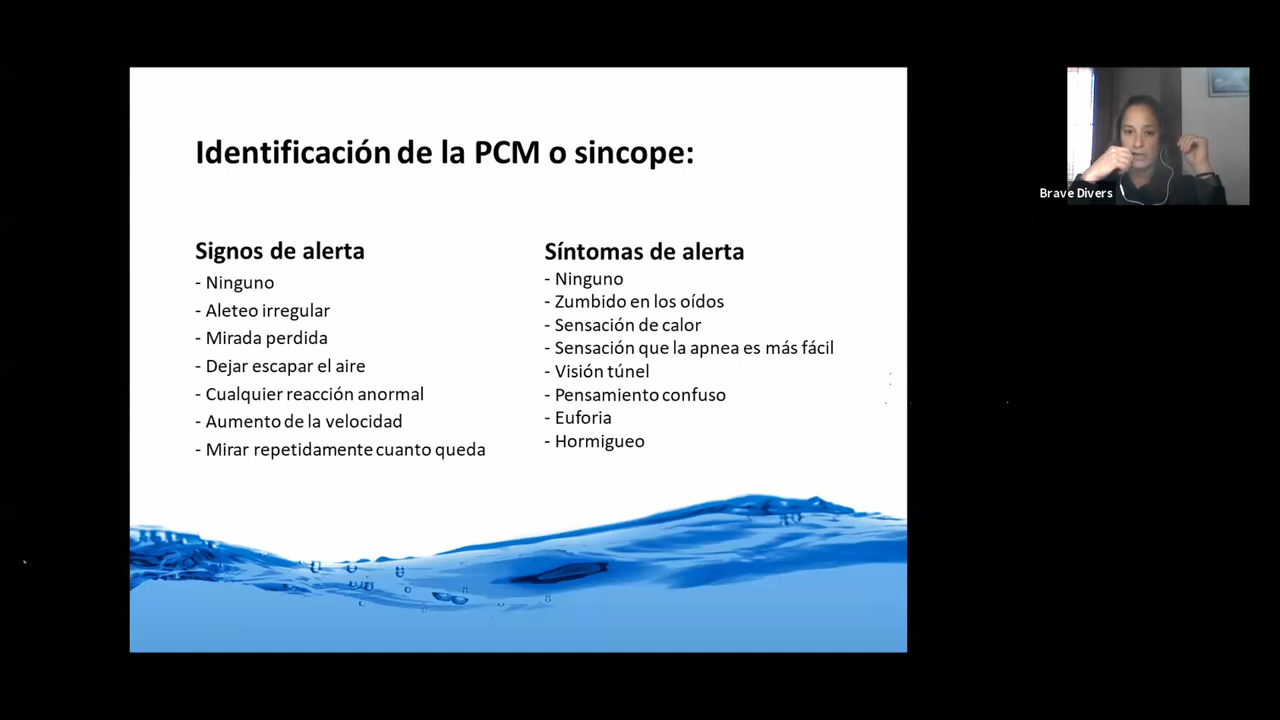 Identificación de la PCM o sincope:
Signos de alerta
- Ninguno
- Aleteo irregular
- Mirada perdida
- Dejar escapar el aire
- Cualquier reacción anormal
- Aumento de la velocidad
- Mirar repetidamente cuanto queda
Síntomas de alerta
- Ninguno
- Zumbido en los oídos
- Sensación de calor
- Sensación que la apnea es más fácil
- Visión túnel
- Pensamiento confuso
- Euforia
- Hormigueo
Brave Divers